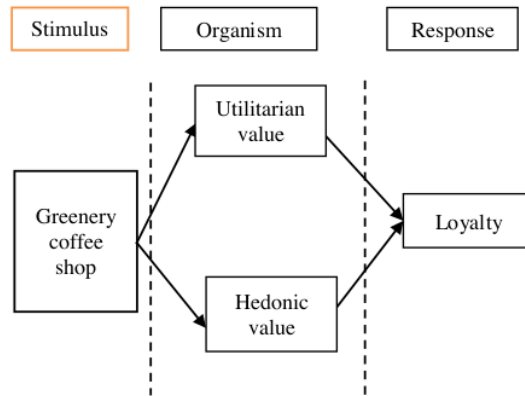 Stimulus
Organism
Response
Utilitarian
value
Greenery
coffee
shop
Loyalty
Hedonic
value